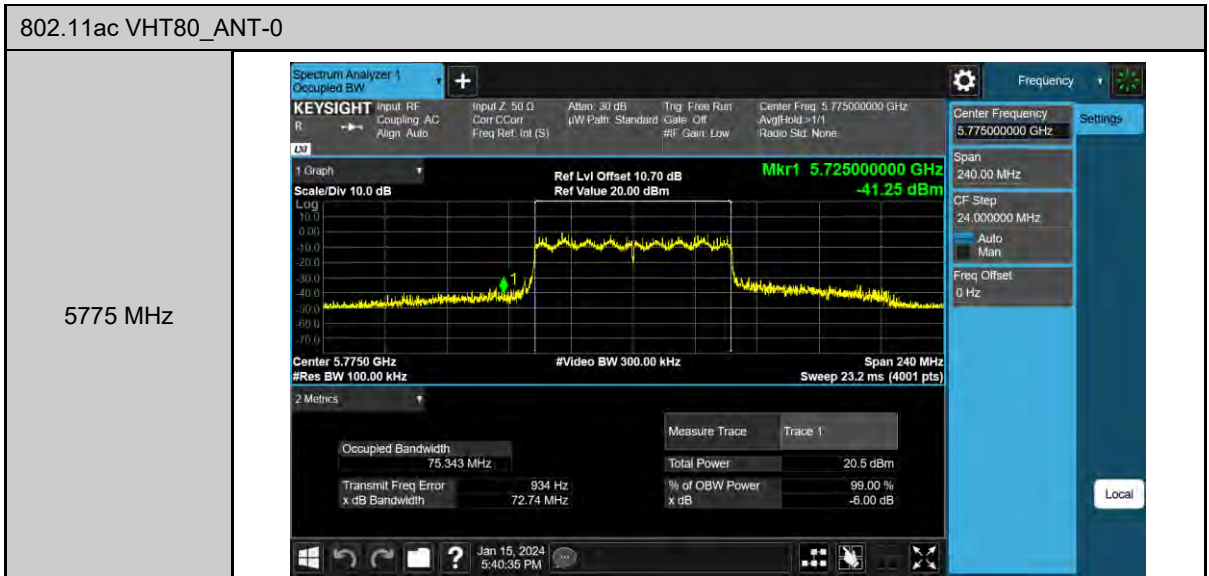 802.11ac VHT80_ANT-0
5775 MHz
Spectrum Analyzer 1
Occupied BW
Frequency
KEYSIGHT Input: RF Input Z: 50 Ω Atten: 30 dB Trig: Free Run Center Freq: 5.775000000 GHz
R Coupling: AC Corr CCorr µW Path: Standard Gate: Off Avg|Hold:>1/1
Align: Auto Freq Ref: Int (S) #IF Gain: Low Radio Std: None
LXI
Center Frequency
5.775000000 GHz
Settings
Span
240.00 MHz
CF Step
24.000000 MHz
Auto
Man
Freq Offset
0 Hz
1 Graph
Scale/Div 10.0 dB
Ref Lvl Offset 10.70 dB
Ref Value 20.00 dBm
Mkr1 5.725000000 GHz
-41.25 dBm
Log
10.0
0.00
-10.0
-20.0
-30.0
-40.0
-50.0
-60.0
-70.0
1
Center 5.7750 GHz #Video BW 300.00 kHz Span 240 MHz
#Res BW 100.00 kHz Sweep 23.2 ms (4001 pts)
2 Metrics
Measure Trace Trace 1
Occupied Bandwidth
75.343 MHz
Total Power 20.5 dBm
Transmit Freq Error 934 Hz % of OBW Power 99.00 %
x dB Bandwidth 72.74 MHz x dB -6.00 dB
Local
?
Jan 15, 2024
5:40:35 PM